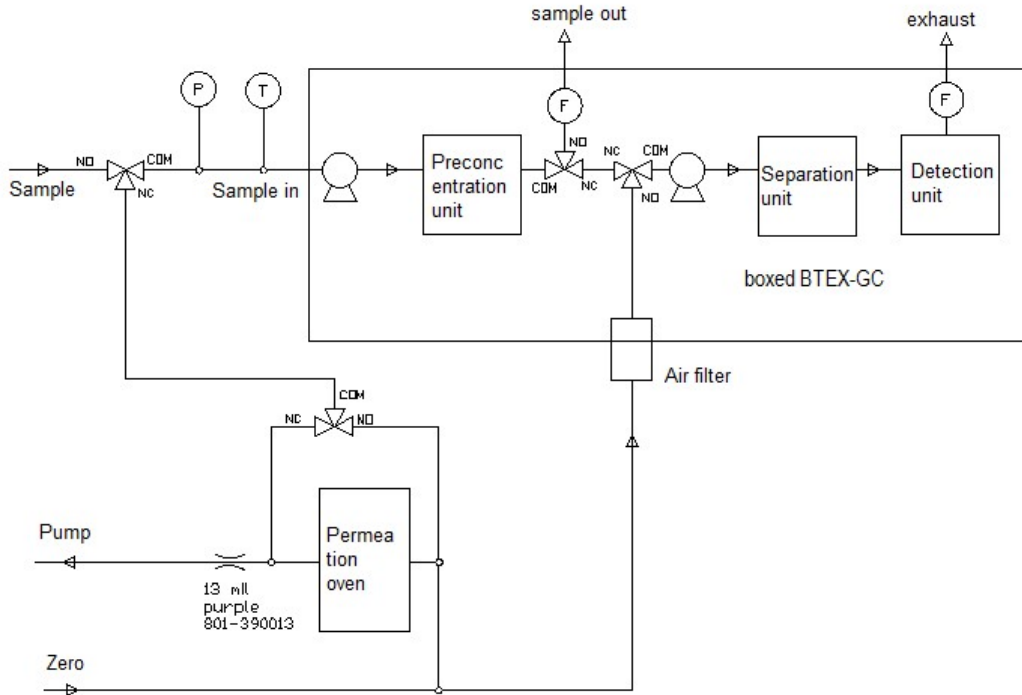 sample out
exhaust
P
T
F
F
NO
COM
NC
Sample
Sample in
Preconc
entration
unit
NO
COM
NC
NC
COM
NO
Separation
unit
Detection
unit
boxed BTEX-GC
Air filter
COM
NC
NO
Pump
Permea
tion
oven
13 mil
purple
801-390013
Zero